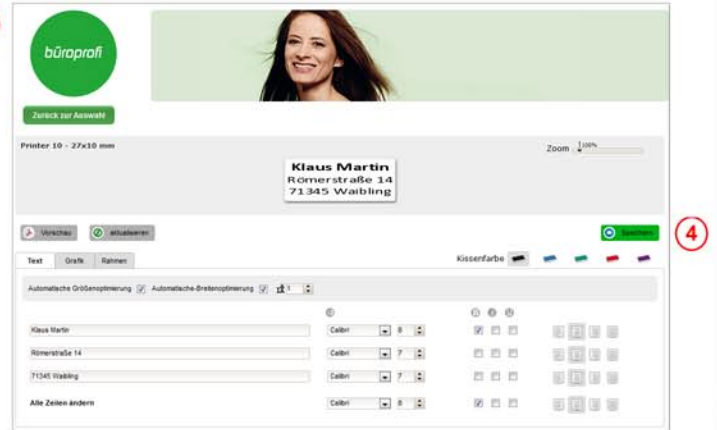 büroprofi
Zurück zur Auswahl
Printer 10 - 27x10 mm
Zoom 100%
Klaus Martin
Römerstraße 14
71345 Waibling
Vorschau aktualisieren Speichern
4
Text Grafik Rahmen Kissenfarbe
Automatische Größenoptimierung Automatische-Breitenoptimierung 1
Klaus Martin Calibri 8
Römerstraße 14 Calibri 7
71345 Waibling Calibri 7
Alle Zeilen ändern Calibri 8